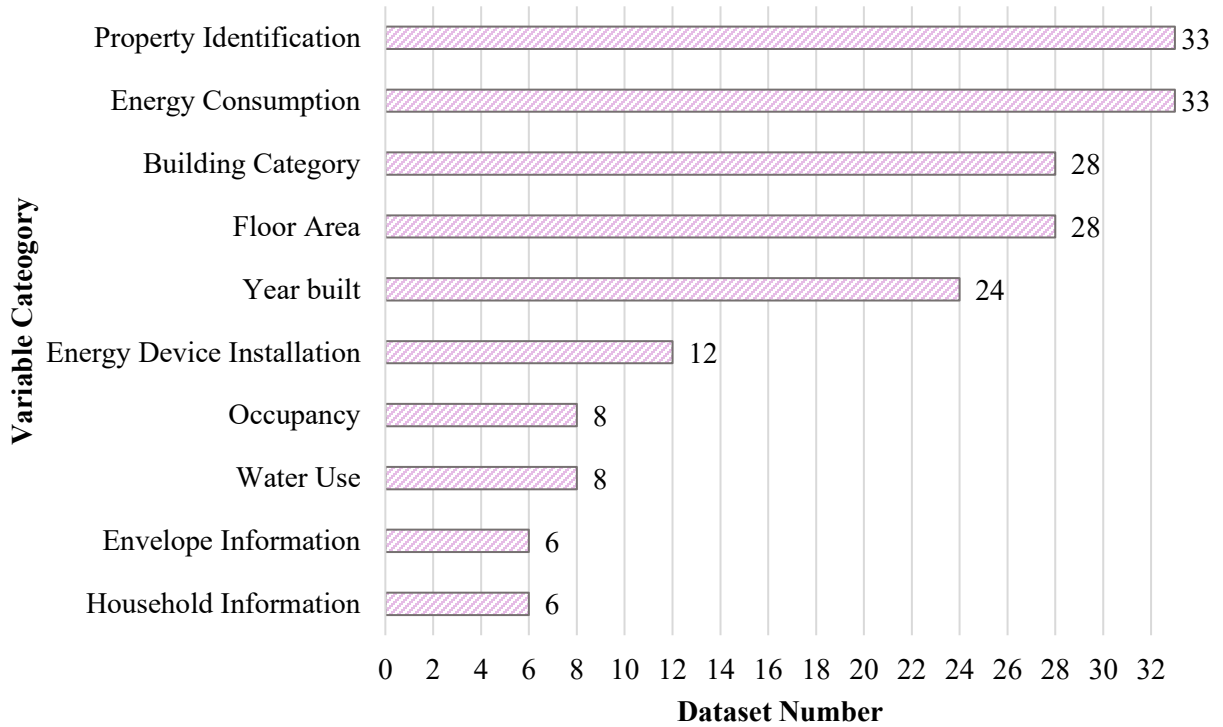 Variable Cateogory
Property Identification 33
Energy Consumption 33
Building Category 28
Floor Area 28
Year built 24
Energy Device Installation 12
Occupancy 8
Water Use 8
Envelope Information 6
Household Information 6
0 2 4 6 8 10 12 14 16 18 20 22 24 26 28 30 32
Dataset Number